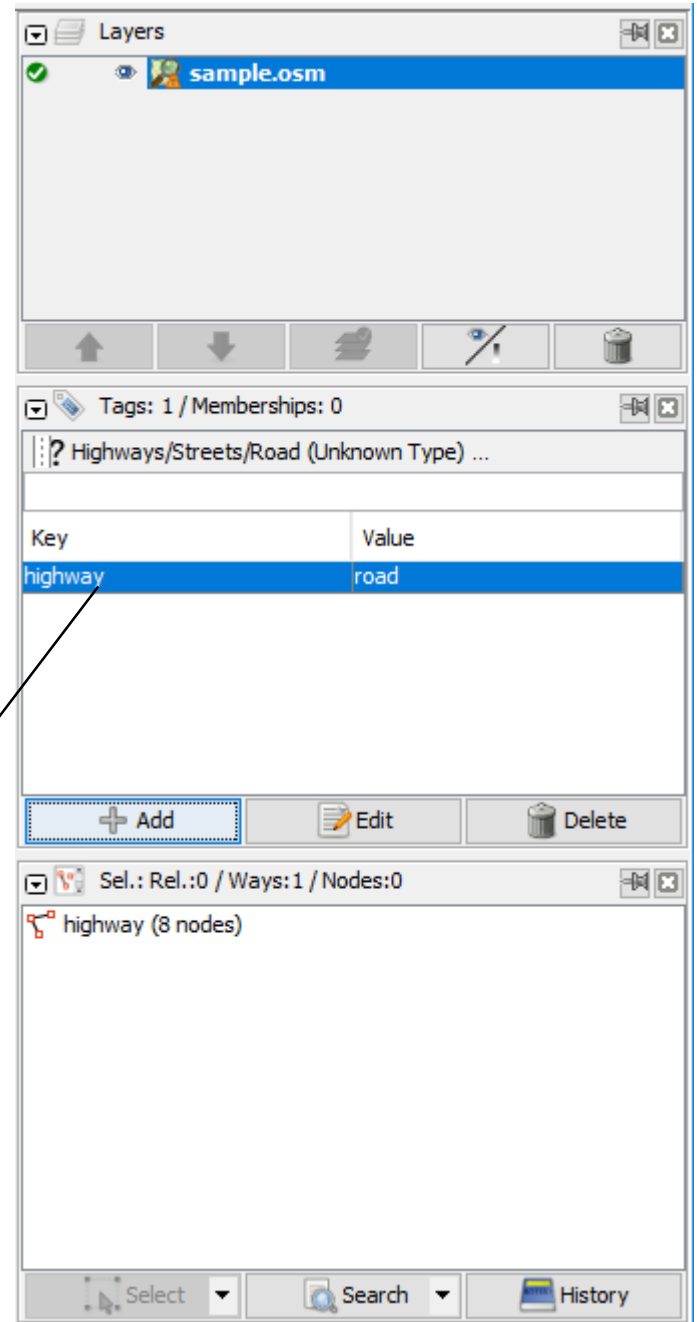 Layers
sample.osm
Tags: 1 / Memberships: 0
? Highways/Streets/Road (Unknown Type) ...
Key Value
highway road
Add Edit Delete
Sel.: Rel.:0 / Ways:1 / Nodes:0
highway (8 nodes)
Select Search History